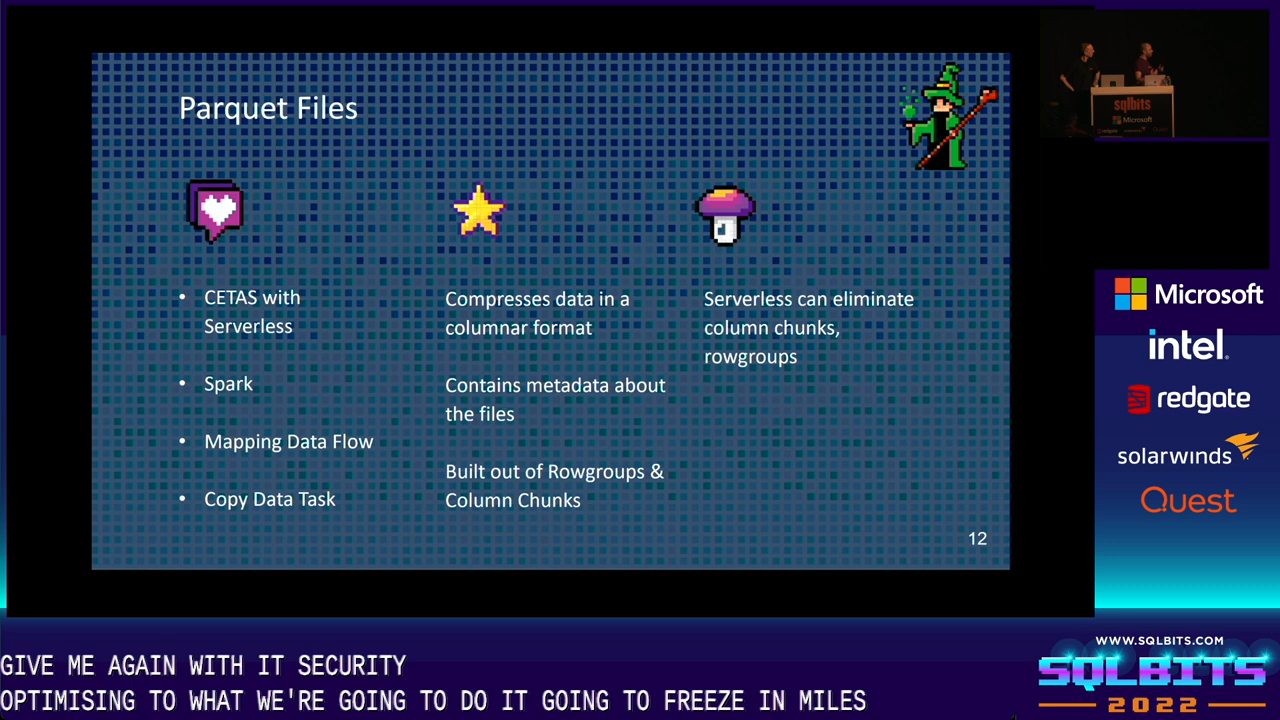 Parquet Files
• CETAS with
Serverless
• Spark
• Mapping Data Flow
• Copy Data Task
Compresses data in a
columnar format
Contains metadata about
the files
Built out of Rowgroups &
Column Chunks
Serverless can eliminate
column chunks,
rowgroups
12
sqlbits
Microsoft
redgate
Microsoft
intel.
redgate
solarwinds
Quest
GIVE ME AGAIN WITH IT SECURITY
OPTIMISING TO WHAT WE'RE GOING TO DO IT GOING TO FREEZE IN MILES
WWW.SQLBITS.COM
SQLBITS
2022